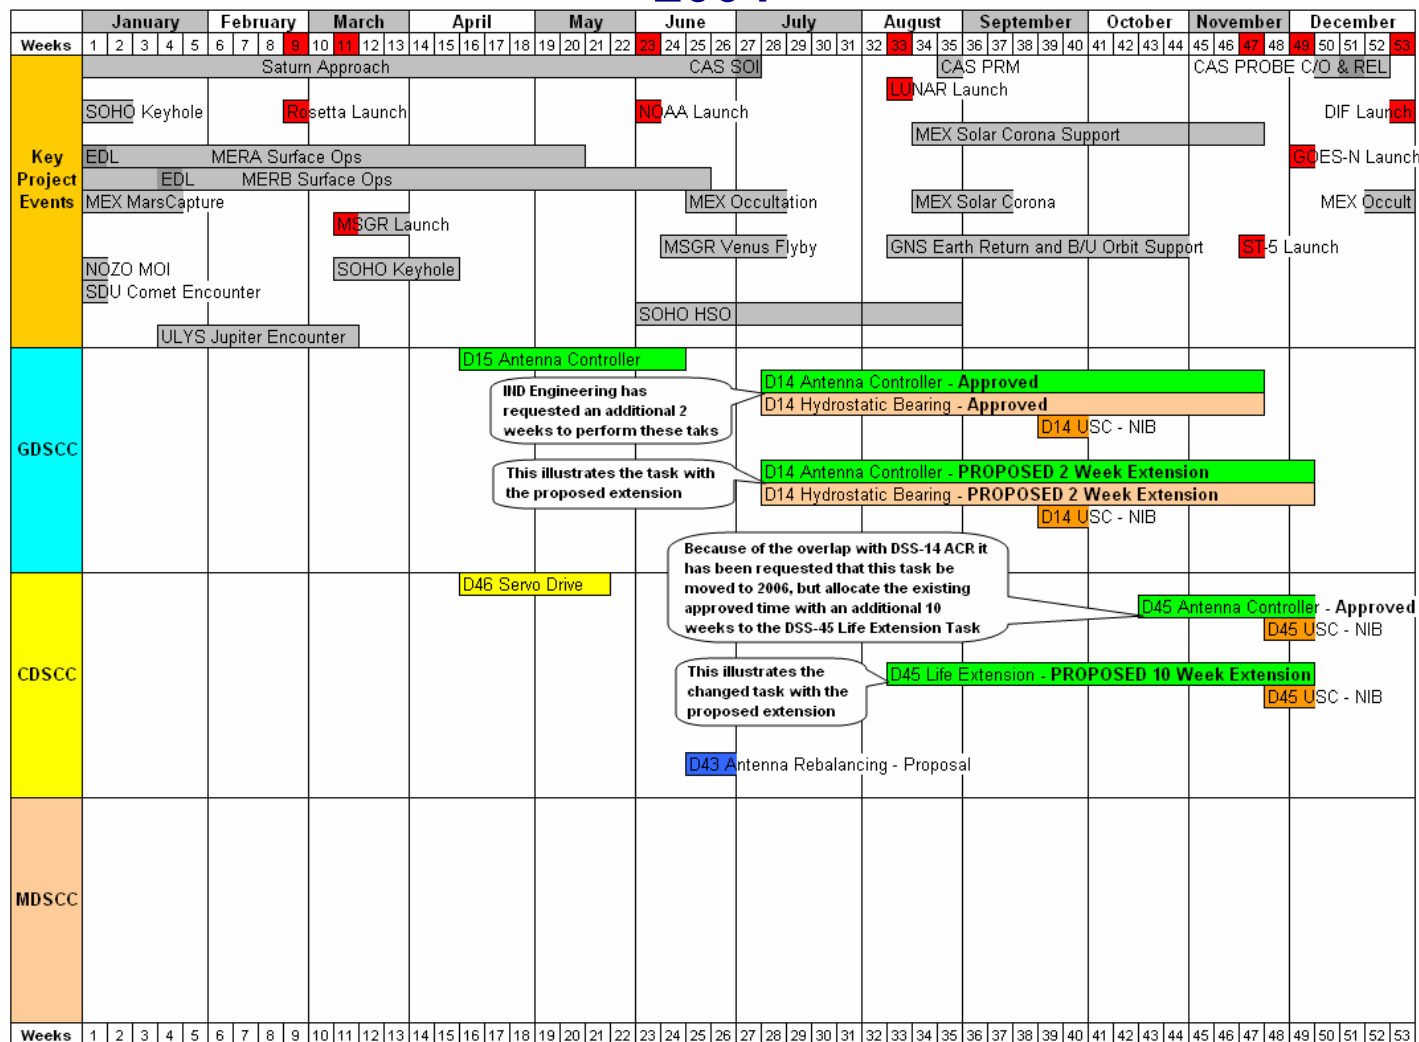 January February March April May June July August September October November December
Weeks 1 2 3 4 5 6 7 8 9 10 11 12 13 14 15 16 17 18 19 20 21 22 23 24 25 26 27 28 29 30 31 32 33 34 35 36 37 38 39 40 41 42 43 44 45 46 47 48 49 50 51 52 53
Key
Project
Events
Saturn Approach CAS SOI CAS PRM CAS PROBE C/O & REL
LUNAR Launch
SOHO Keyhole Rosetta Launch NOAA Launch DIF Launch
MEX Solar Corona Support
EDL MERA Surface Ops GOES-N Launch
EDL MERB Surface Ops
MEX MarsCapture MEX Occultation MEX Solar Corona MEX Occult
MSGR Launch
MSGR Venus Flyby GNS Earth Return and B/U Orbit Support ST-5 Launch
NOZO MOI SOHO Keyhole
SDU Comet Encounter
SOHO HSO
ULYS Jupiter Encounter
GDSCC
D15 Antenna Controller
IND Engineering has
requested an additional 2
weeks to perform these taks
D14 Antenna Controller - Approved
D14 Hydrostatic Bearing - Approved
D14 USC - NIB
This illustrates the task with
the proposed extension
D14 Antenna Controller - PROPOSED 2 Week Extension
D14 Hydrostatic Bearing - PROPOSED 2 Week Extension
D14 USC - NIB
CDSCC
Because of the overlap with DSS-14 ACR it
has been requested that this task be
moved to 2006, but allocate the existing
approved time with an additional 10
weeks to the DSS-45 Life Extension Task
D46 Servo Drive
D45 Antenna Controller - Approved
D45 USC - NIB
This illustrates the
changed task with the
proposed extension
D45 Life Extension - PROPOSED 10 Week Extension
D45 USC - NIB
D43 Antenna Rebalancing - Proposal
MDSCC
Weeks 1 2 3 4 5 6 7 8 9 10 11 12 13 14 15 16 17 18 19 20 21 22 23 24 25 26 27 28 29 30 31 32 33 34 35 36 37 38 39 40 41 42 43 44 45 46 47 48 49 50 51 52 53